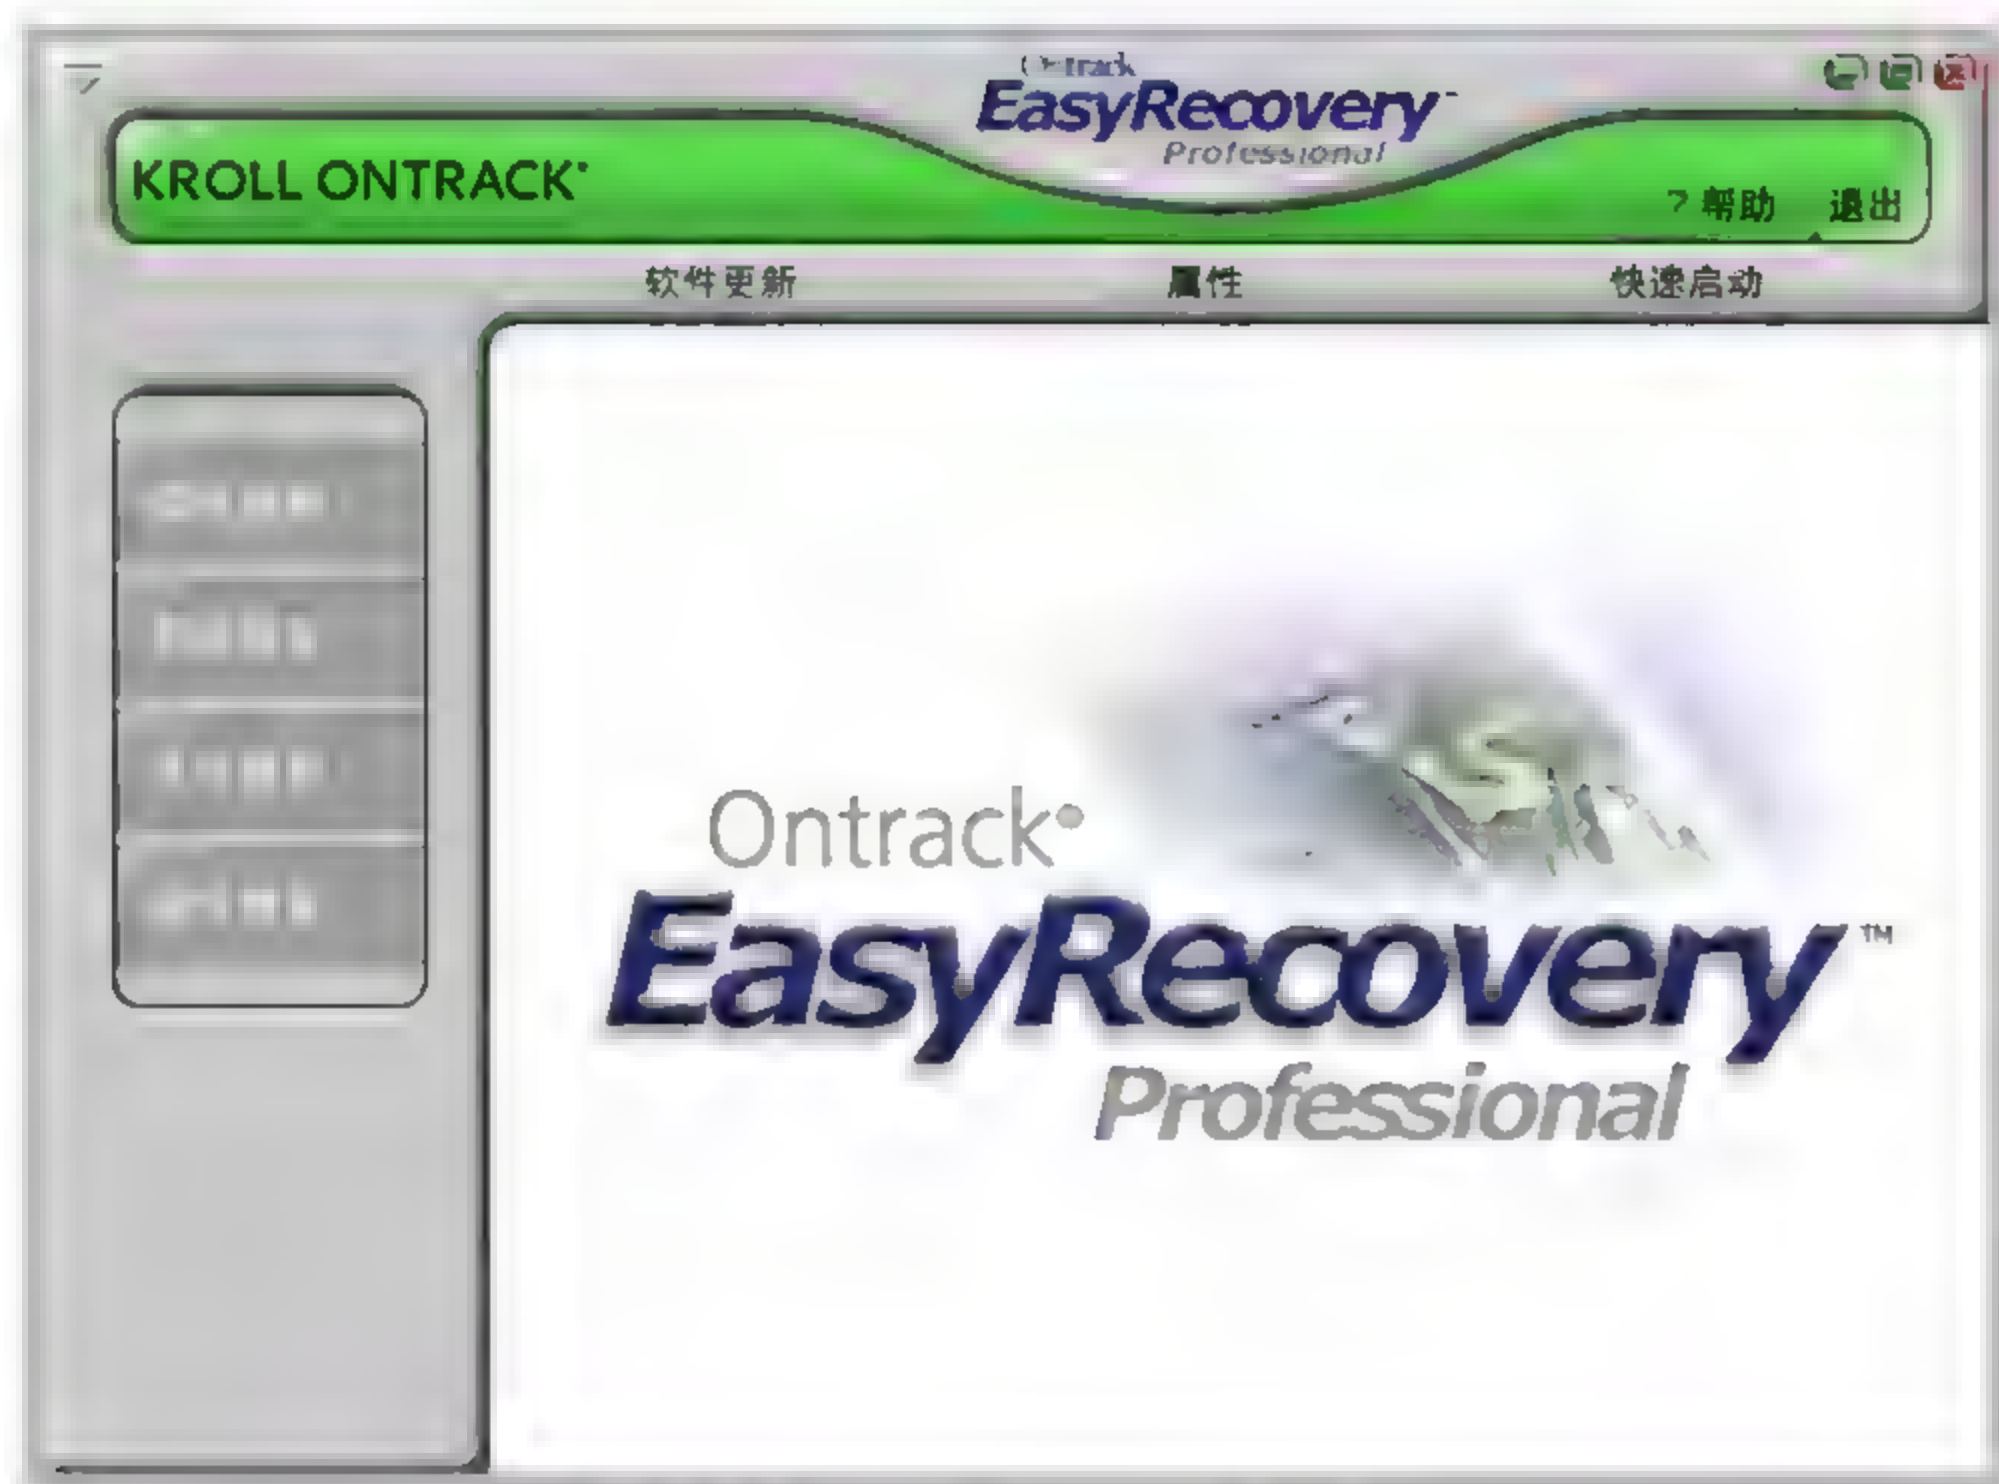 Ontrack
EasyRecovery
Professional
KROLL ONTRACK
? 帮助 退出
软件更新 属性 快速启动
Ontrack
EasyRecovery™
Professional